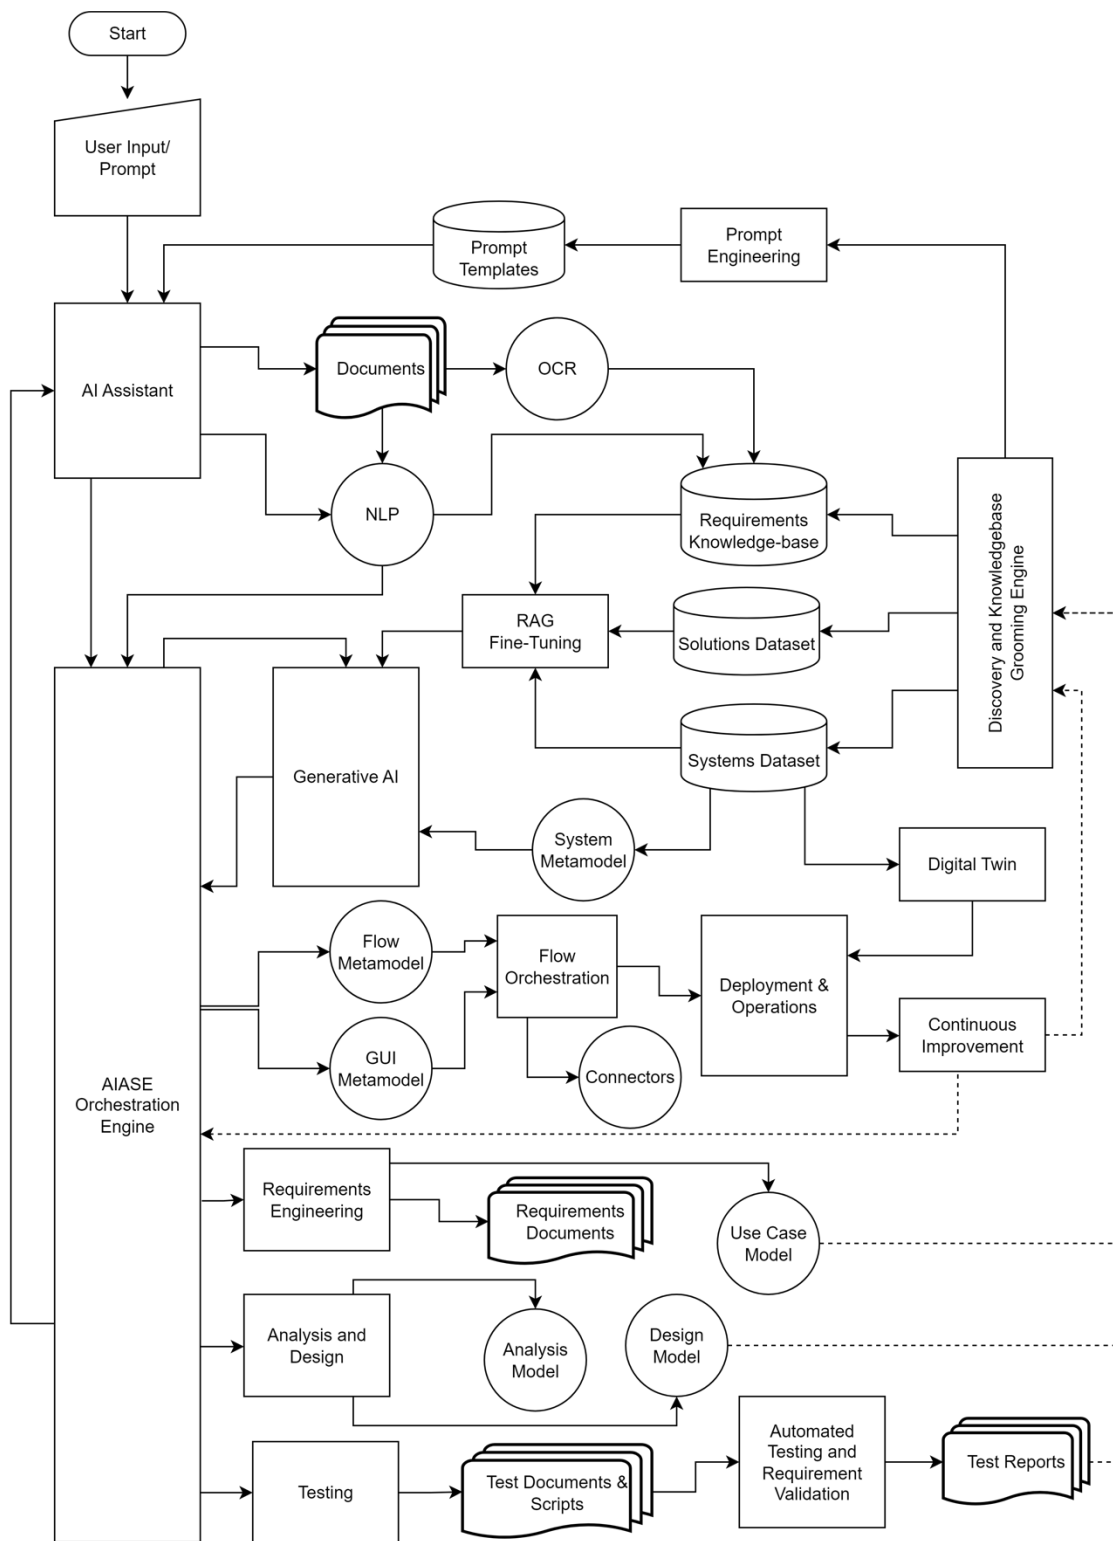 Start
User Input/
Prompt
Prompt
Templates
Prompt
Engineering
AI Assistant
Documents
OCR
NLP
Requirements
Knowledge-base
RAG
Fine-Tuning
Solutions Dataset
Discovery and Knowledgebase
Grooming Engine
Systems Dataset
Generative AI
System
Metamodel
Digital Twin
Flow
Metamodel
Flow
Orchestration
Deployment &
Operations
Continuous
Improvement
GUI
Metamodel
Connectors
AIASE
Orchestration
Engine
Requirements
Engineering
Requirements
Documents
Use Case
Model
Analysis and
Design
Analysis
Model
Design
Model
Testing
Test Documents &
Scripts
Automated
Testing and
Requirement
Validation
Test Reports